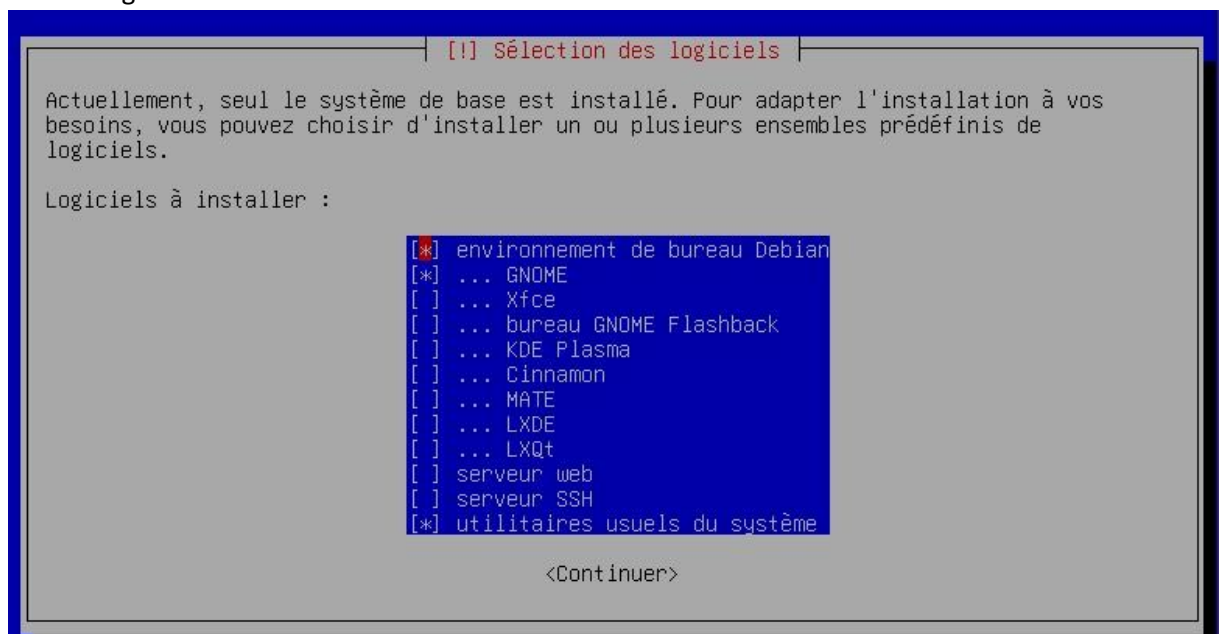 [!] Sélection des logiciels
Actuellement, seul le système de base est installé. Pour adapter l'installation à vos
besoins, vous pouvez choisir d'installer un ou plusieurs ensembles prédéfinis de
logiciels.
Logiciels à installer :
[*] environnement de bureau Debian
[*] ... GNOME
[ ] ... Xfce
[ ] ... bureau GNOME Flashback
[ ] ... KDE Plasma
[ ] ... Cinnamon
[ ] ... MATE
[ ] ... LXDE
[ ] ... LXQt
[ ] serveur web
[ ] serveur SSH
[*] utilitaires usuels du système
<Continuer>